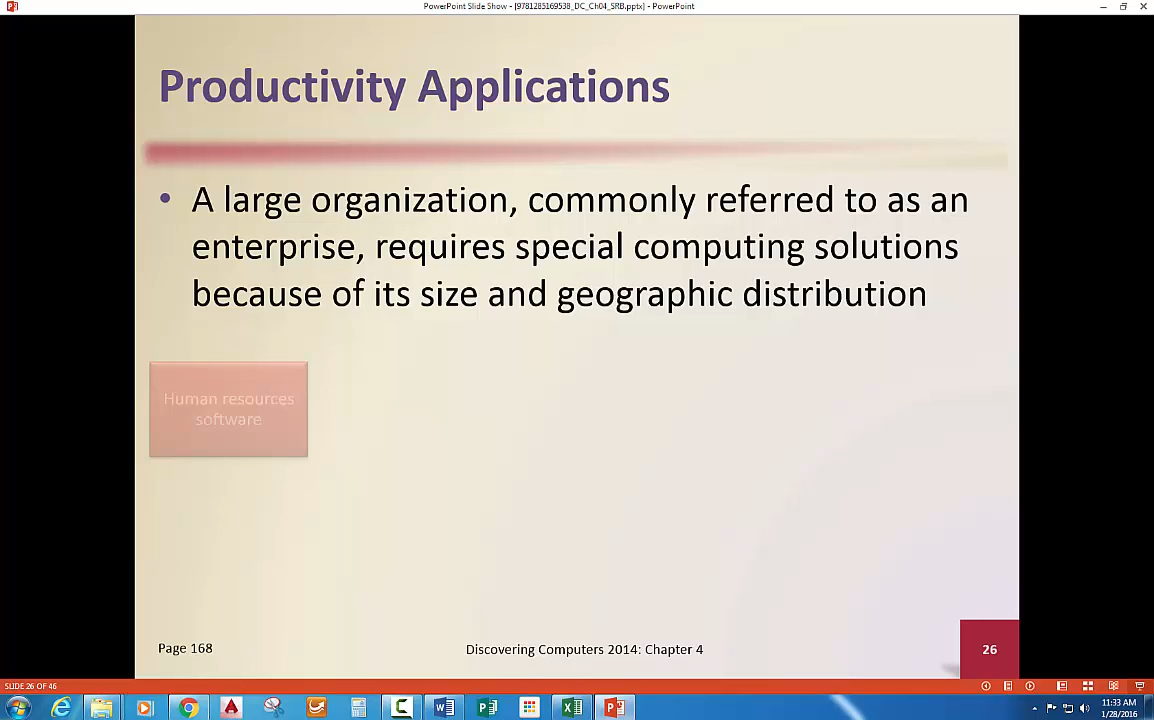 PowerPoint Slide Show - [9781285169538_DC_Ch04_SRB.pptx] - PowerPoint
Productivity Applications
• A large organization, commonly referred to as an
enterprise, requires special computing solutions
because of its size and geographic distribution
Human resources
software
Page 168
Discovering Computers 2014: Chapter 4
26
SLIDE 26 OF 46
11:33 AM
1/28/2016